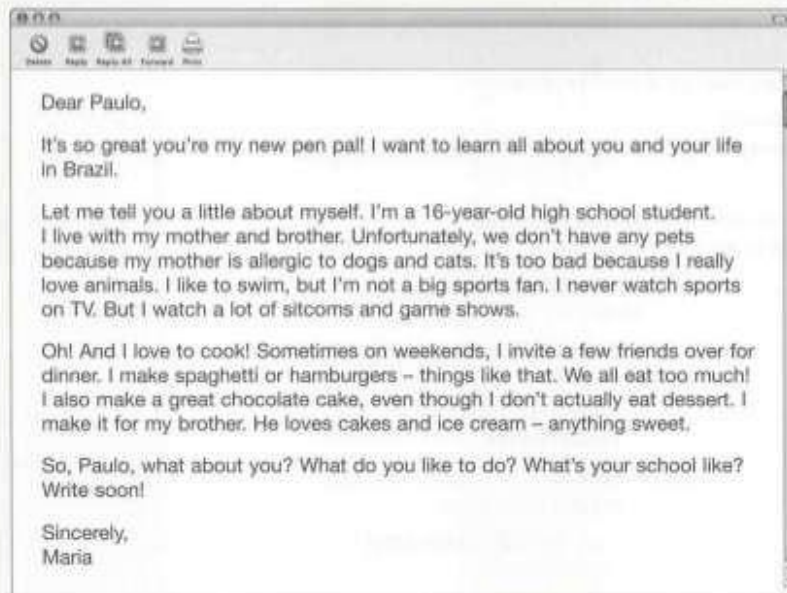 Delete Reply Reply All Forward Print
Dear Paulo,
It's so great you're my new pen pal! I want to learn all about you and your life
in Brazil.
Let me tell you a little about myself. I'm a 16-year-old high school student.
I live with my mother and brother. Unfortunately, we don't have any pets
because my mother is allergic to dogs and cats. It's too bad because I really
love animals. I like to swim, but I'm not a big sports fan. I never watch sports
on TV. But I watch a lot of sitcoms and game shows.
Oh! And I love to cook! Sometimes on weekends, I invite a few friends over for
dinner. I make spaghetti or hamburgers – things like that. We all eat too much!
I also make a great chocolate cake, even though I don't actually eat dessert. I
make it for my brother. He loves cakes and ice cream – anything sweet.
So, Paulo, what about you? What do you like to do? What's your school like?
Write soon!
Sincerely,
Maria